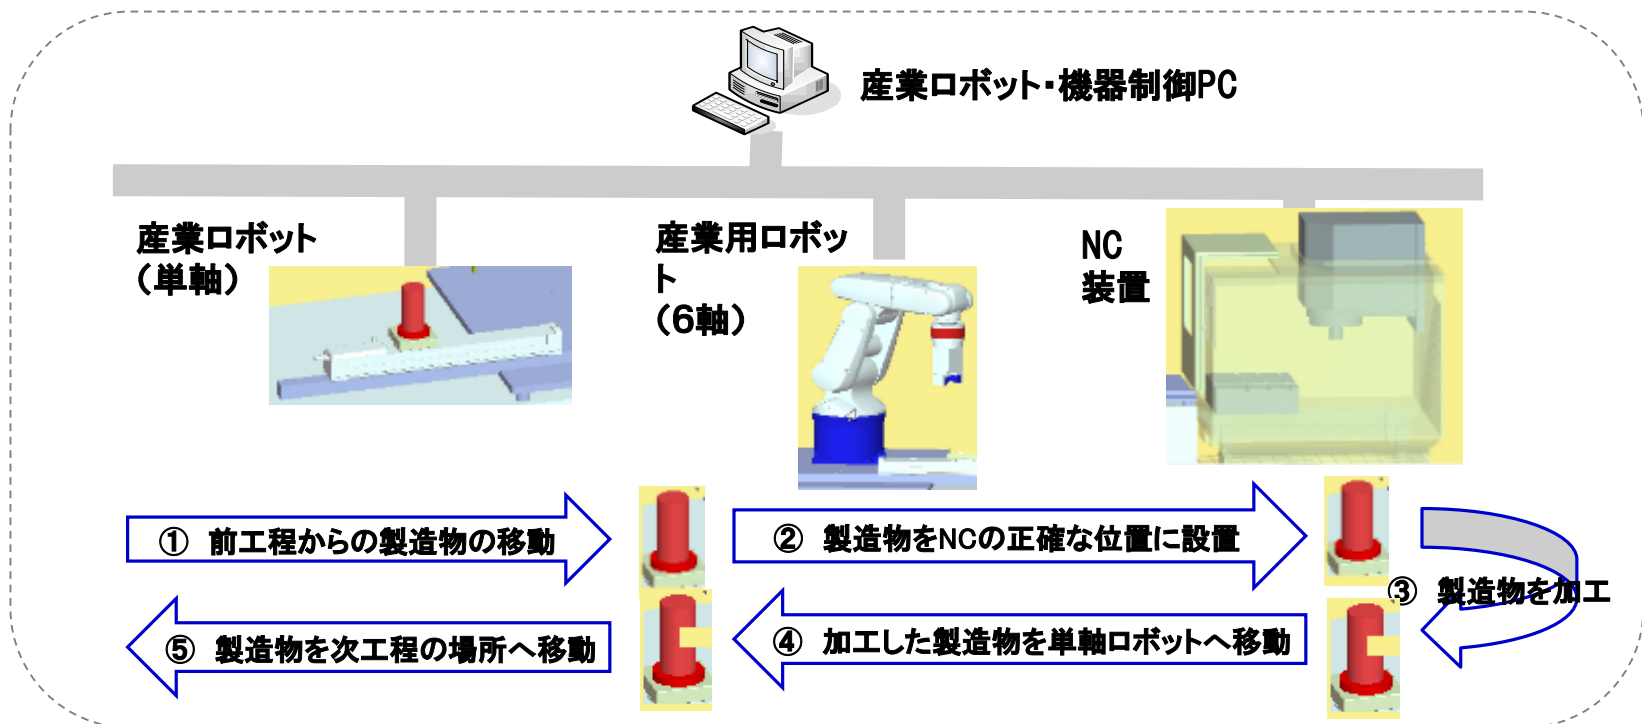 産業ロボット・機器制御PC
産業ロボット
（単軸）
産業用ロボッ
ト
（６軸）
NC
装置
① 前工程からの製造物の移動
② 製造物をNCの正確な位置に設置
③ 製造物を加工
④ 加工した製造物を単軸ロボットへ移動
⑤ 製造物を次工程の場所へ移動